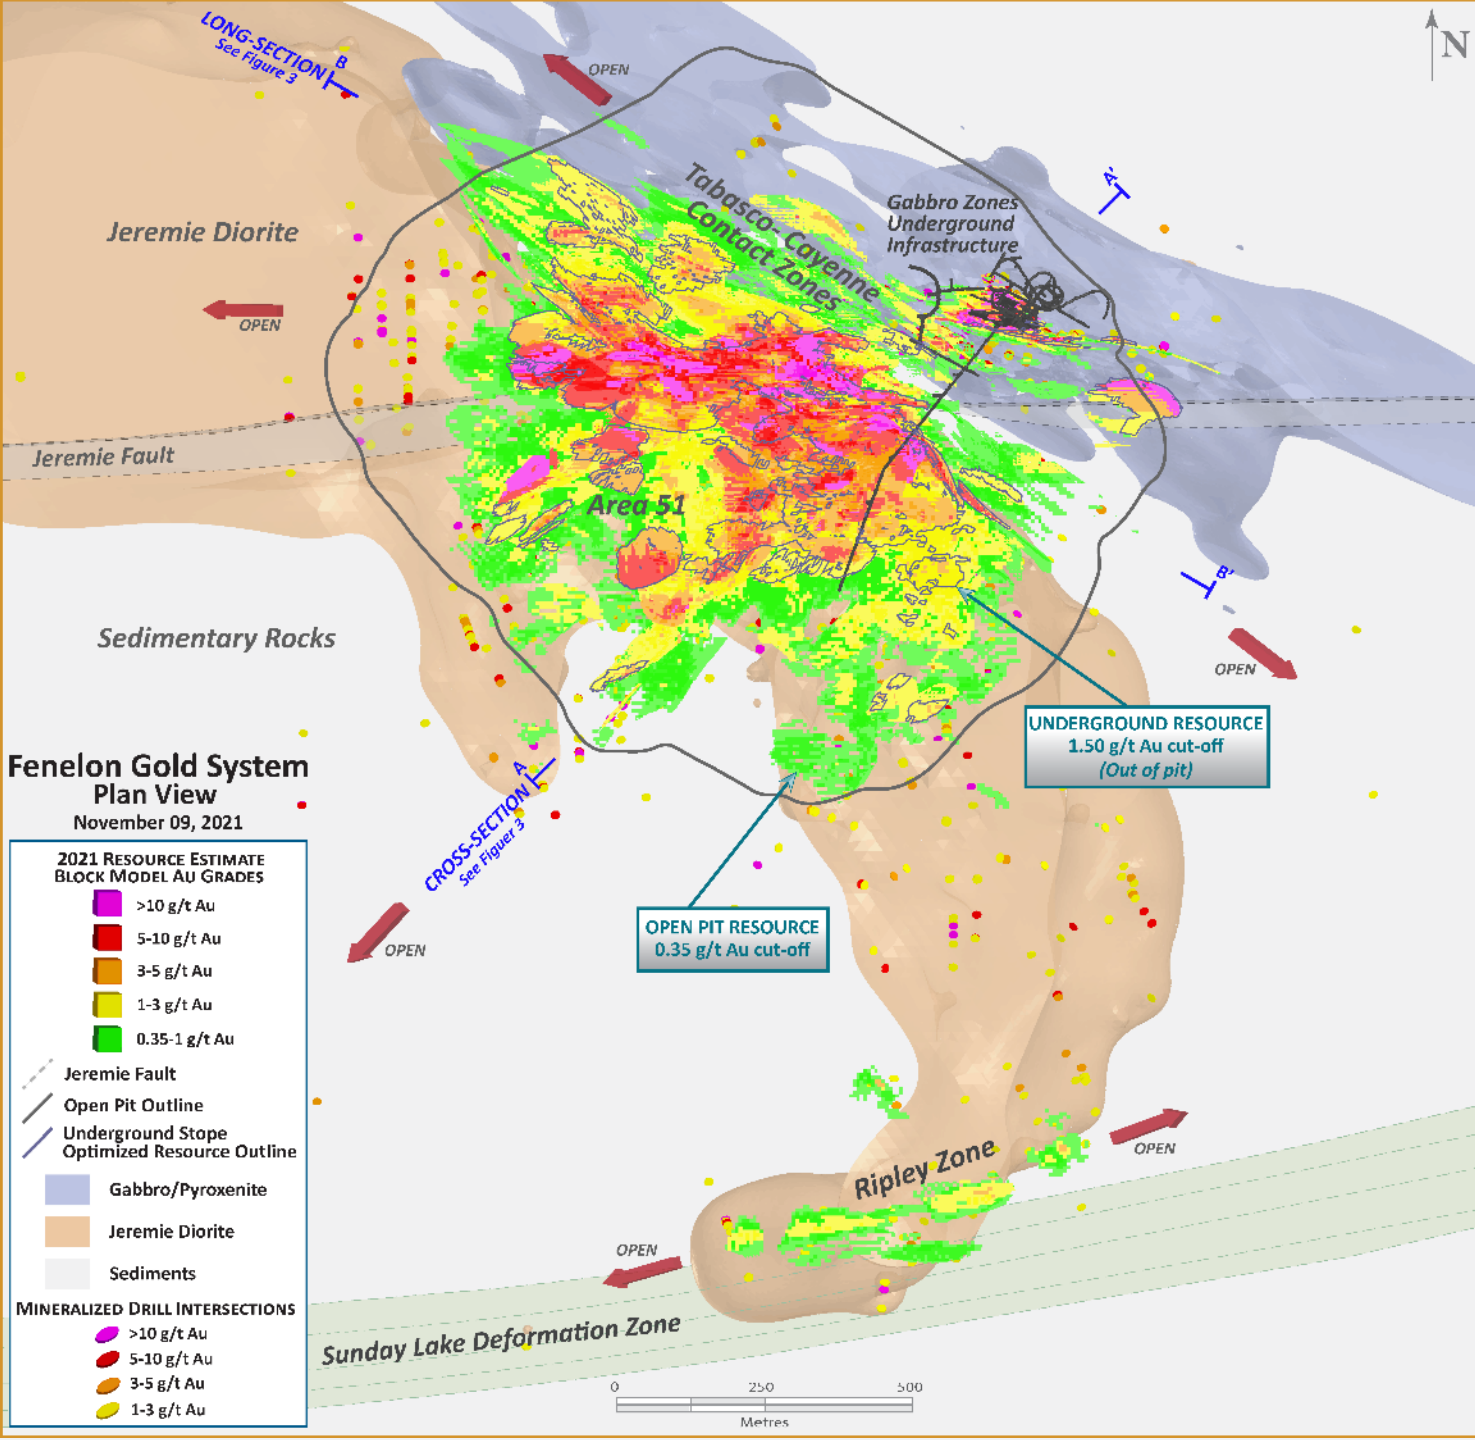 LONG-SECTION
See Figure 3
B
OPEN
N
A'
Tabasco-Cayenne
Contact Zones
Gabbro Zones
Underground
Infrastructure
Jeremie Diorite
OPEN
Jeremie Fault
Area 51
B'
Sedimentary Rocks
OPEN
UNDERGROUND RESOURCE
1.50 g/t Au cut-off
(Out of pit)
Fenelon Gold System
Plan View
November 09, 2021
A
CROSS-SECTION
See Figuer 3
OPEN
OPEN PIT RESOURCE
0.35 g/t Au cut-off
2021 RESOURCE ESTIMATE
BLOCK MODEL AU GRADES
>10 g/t Au
5-10 g/t Au
3-5 g/t Au
1-3 g/t Au
0.35-1 g/t Au
Jeremie Fault
Open Pit Outline
Underground Stope
Optimized Resource Outline
Gabbro/Pyroxenite
Jeremie Diorite
Sediments
MINERALIZED DRILL INTERSECTIONS
>10 g/t Au
5-10 g/t Au
3-5 g/t Au
1-3 g/t Au
OPEN
Ripley Zone
OPEN
Sunday Lake Deformation Zone
0 250 500
Metres